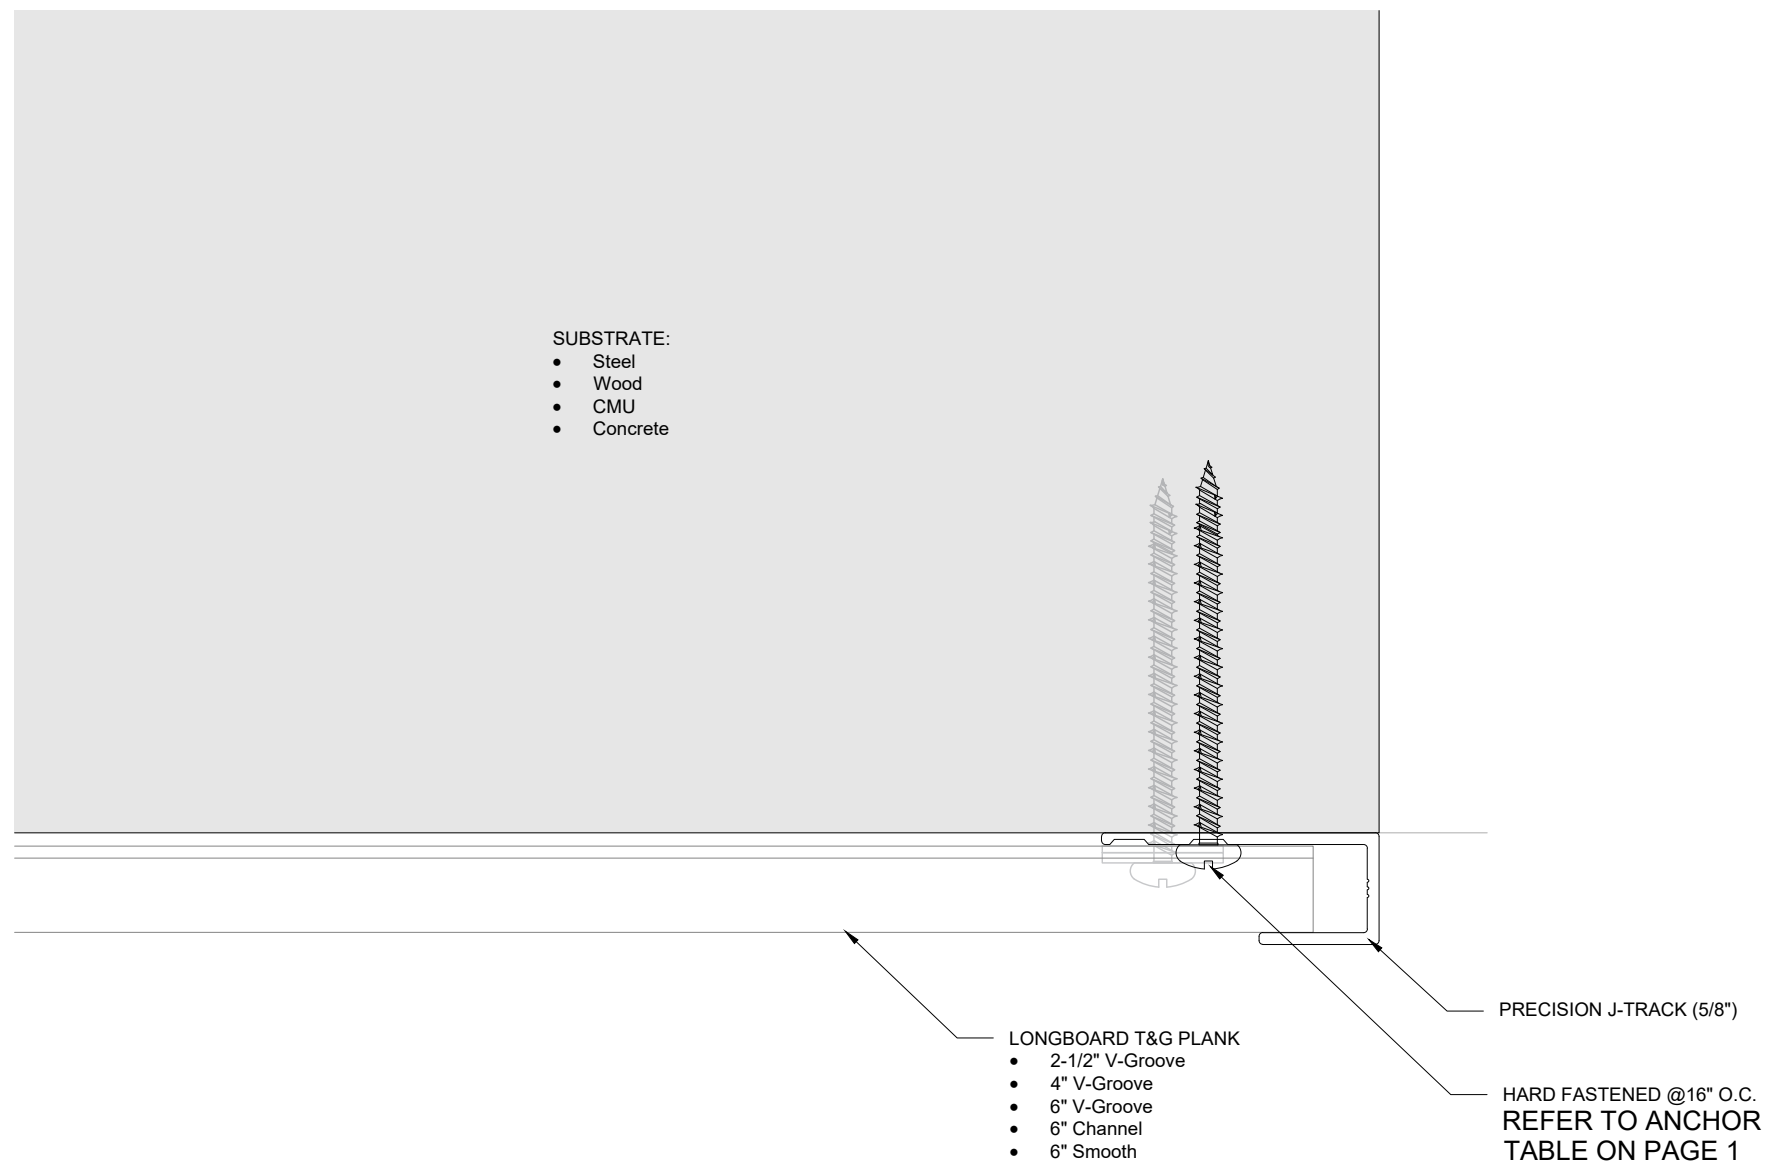 SUBSTRATE:
• Steel
• Wood
• CMU
• Concrete
PRECISION J-TRACK (5/8")
LONGBOARD T&G PLANK
• 2-1/2" V-Groove
• 4" V-Groove
• 6" V-Groove
• 6" Channel
• 6" Smooth
HARD FASTENED @16" O.C.
REFER TO ANCHOR
TABLE ON PAGE 1